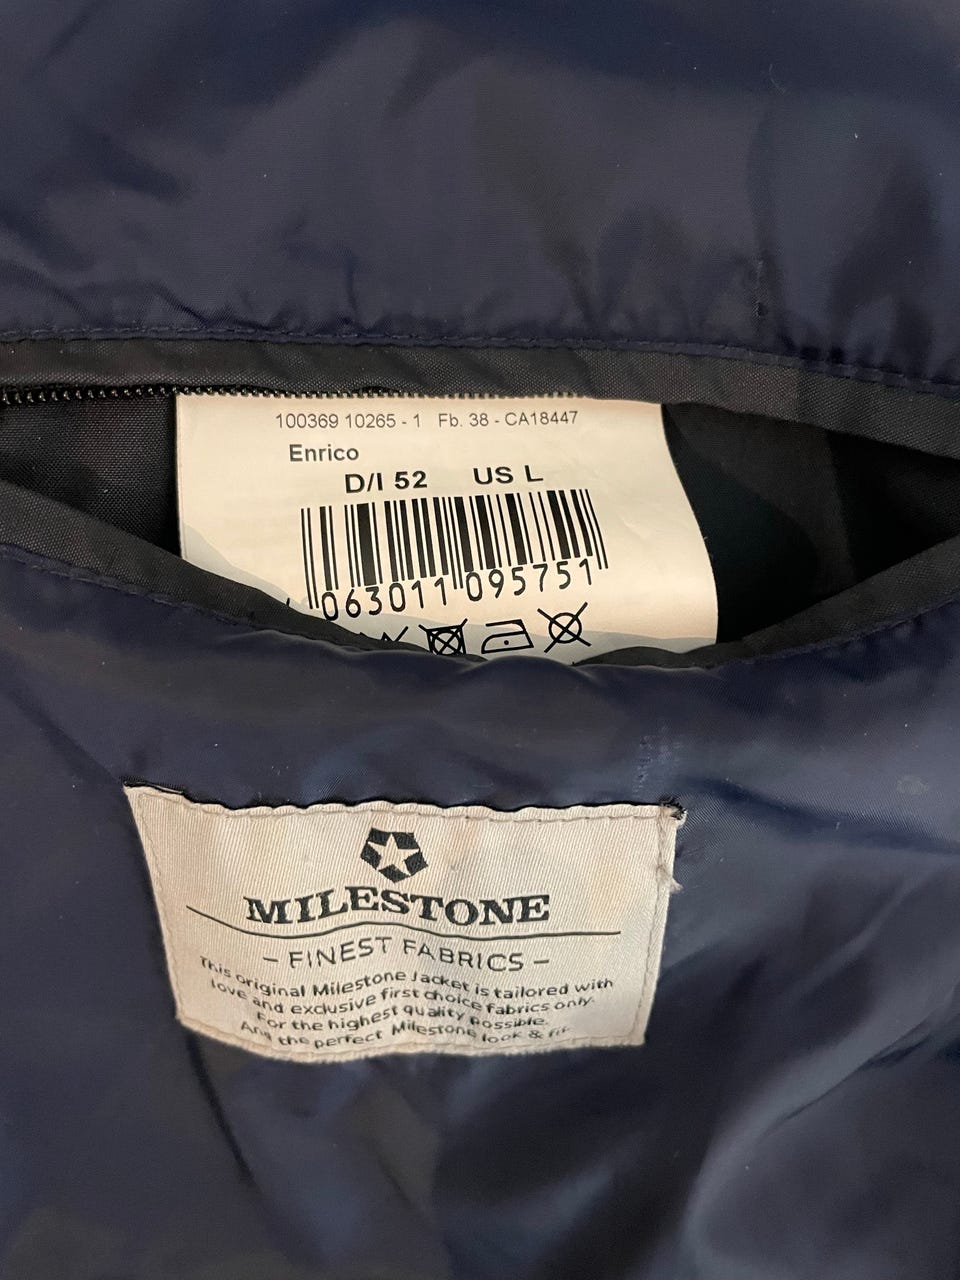 100369 10265 - 1 Fb. 38 - CA18447
Enrico
D/I 52 US L
063011 095751
MILESTONE
- FINEST FABRICS -
This original Milestone Jacket is tailored with
love and exclusive first choice fabrics only.
For the highest quality possible.
And the perfect Milestone look & fit